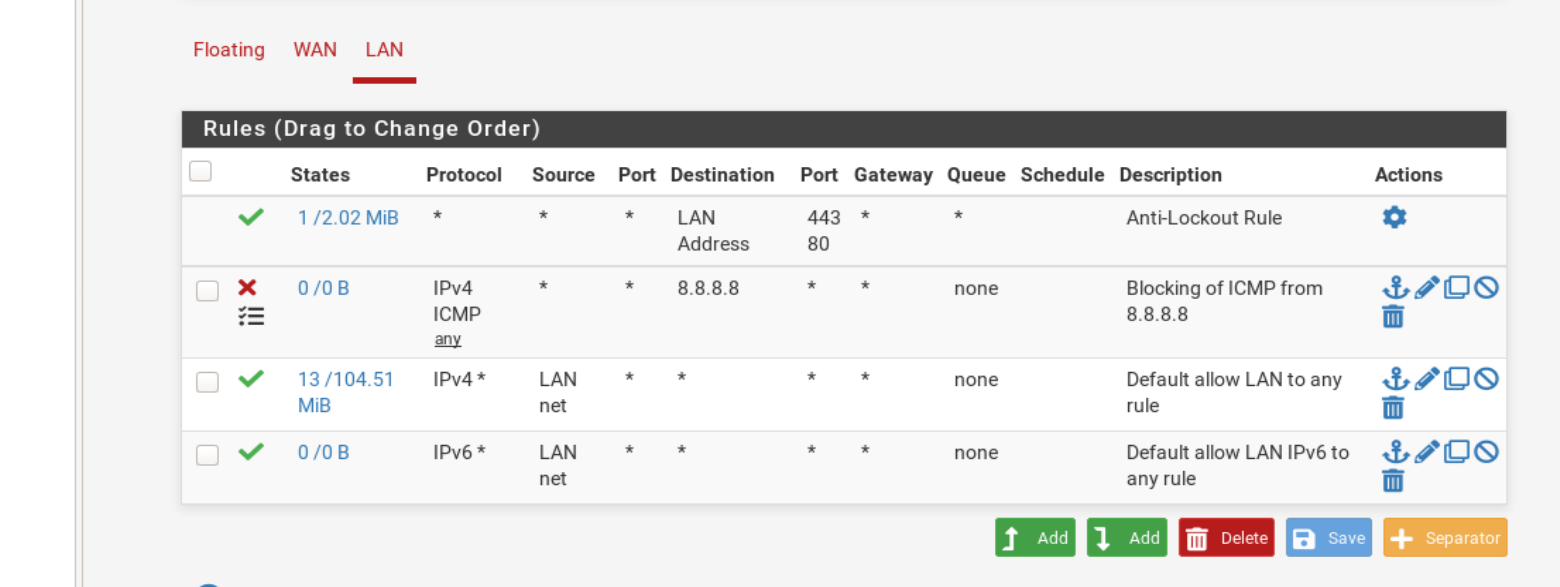 Floating WAN LAN
Rules (Drag to Change Order)
States Protocol Source Port Destination Port Gateway Queue Schedule Description Actions
1 /2.02 MiB * * * LAN 443 * * Anti-Lockout Rule
Address 80
0 /0 B IPv4 * * 8.8.8.8 * * none Blocking of ICMP from
ICMP 8.8.8.8
any
13 /104.51 IPv4 * LAN * * * * none Default allow LAN to any
MiB net rule
0 /0 B IPv6 * LAN * * * * none Default allow LAN IPv6 to
net any rule
Add Add Delete Save Separator